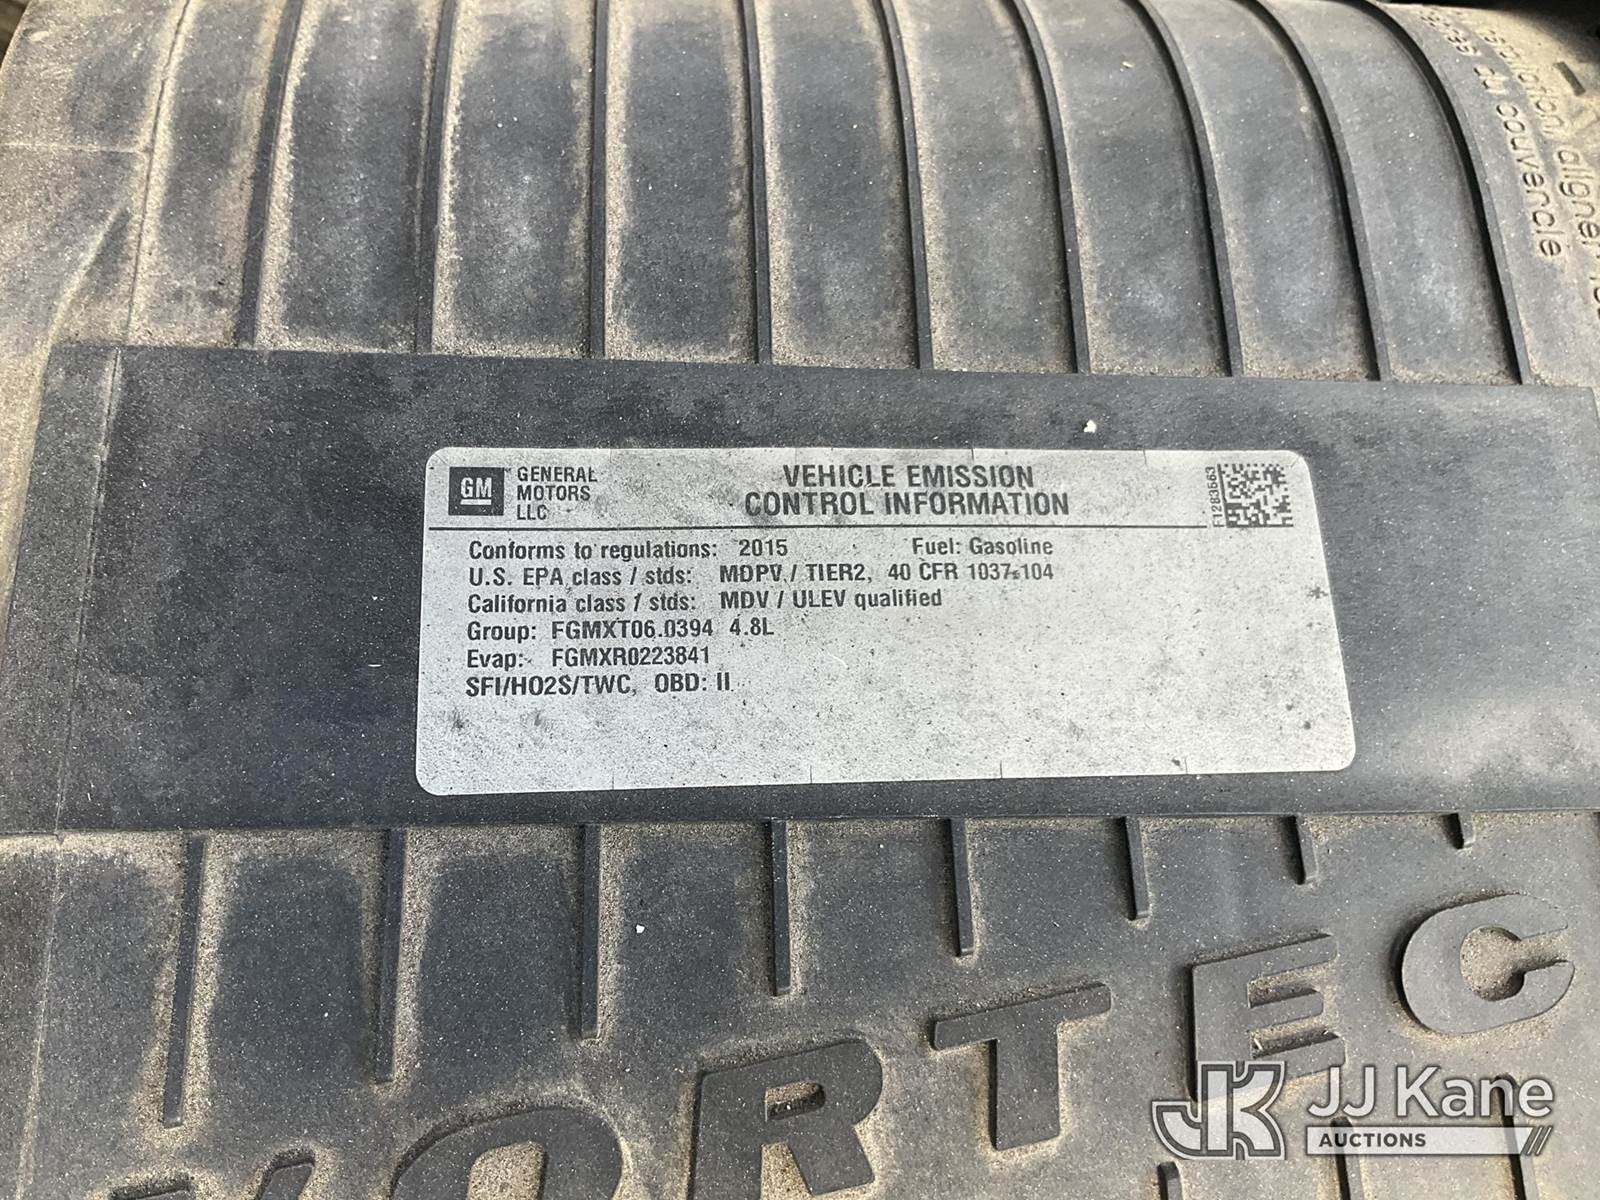 couvercle
GM GENERAL MOTORS LLC
VEHICLE EMISSION
CONTROL INFORMATION
F1283563
Conforms to regulations: 2015 Fuel: Gasoline
U.S. EPA class / stds: MDPV / TIER2, 40 CFR 1037.104
California class / stds: MDV / ULEV qualified
Group: FGMXT06.0394 4.8L
Evap: FGMXR0223841
SFI/HO2S/TWC, OBD: II
VORTEC
JK JJ Kane
AUCTIONS